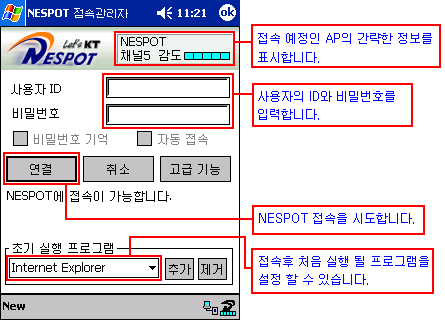 NESPOT 접속관리자 11:21 ok
Let's KT
NESPOT
NESPOT
채널5 감도
접속 예정인 AP의 간략한 정보를
표시합니다.
사용자 ID
비밀번호
사용자의 ID와 비밀번호를
입력합니다.
비밀번호 기억 자동 접속
연결 취소 고급 기능
NESPOT에 접속이 가능합니다.
NESPOT 접속을 시도합니다.
초기 실행 프로그램
Internet Explorer 추가 제거
접속후 처음 실행 될 프로그램을
설정 할 수 있습니다.
New